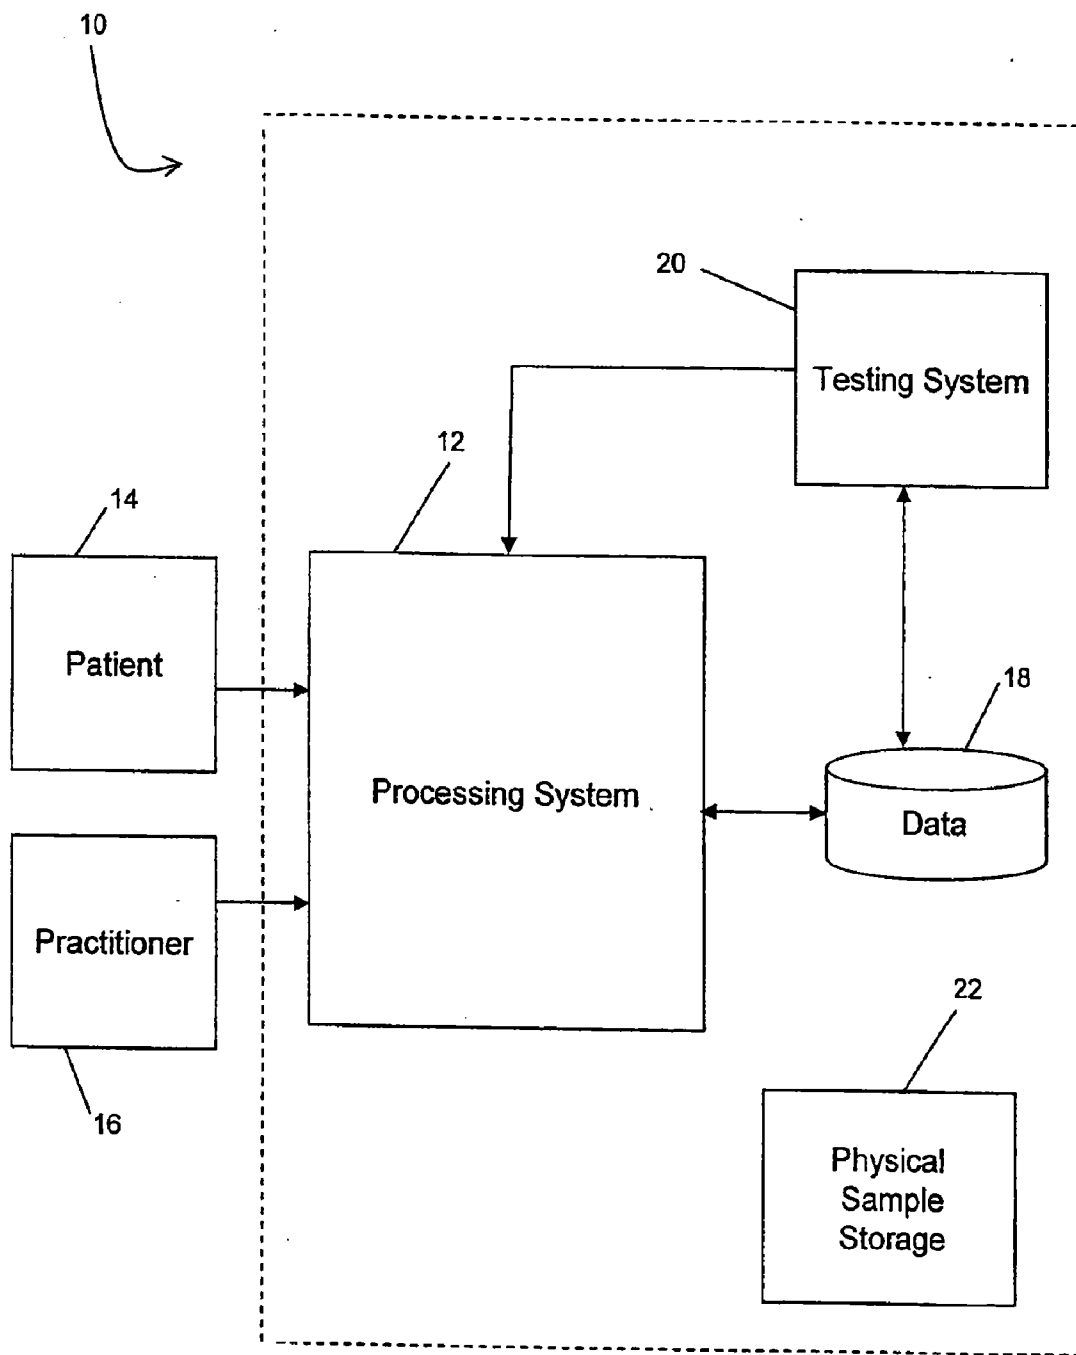 10
20
Testing System
12
14
Patient
18
Processing System
Data
Practitioner
22
16
Physical
Sample
Storage